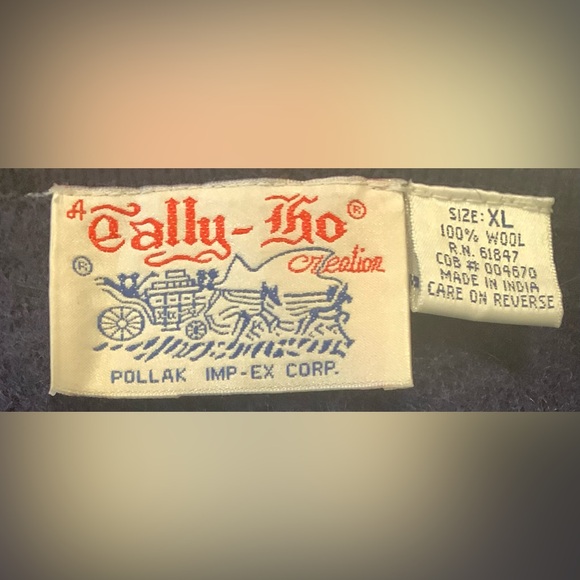 A
Tally-Ho®
creation
®
POLLAK IMP-EX CORP.
SIZE: XL
100% WOOL
R.N. 61847
COB # 004670
MADE IN INDIA
CARE ON REVERSE